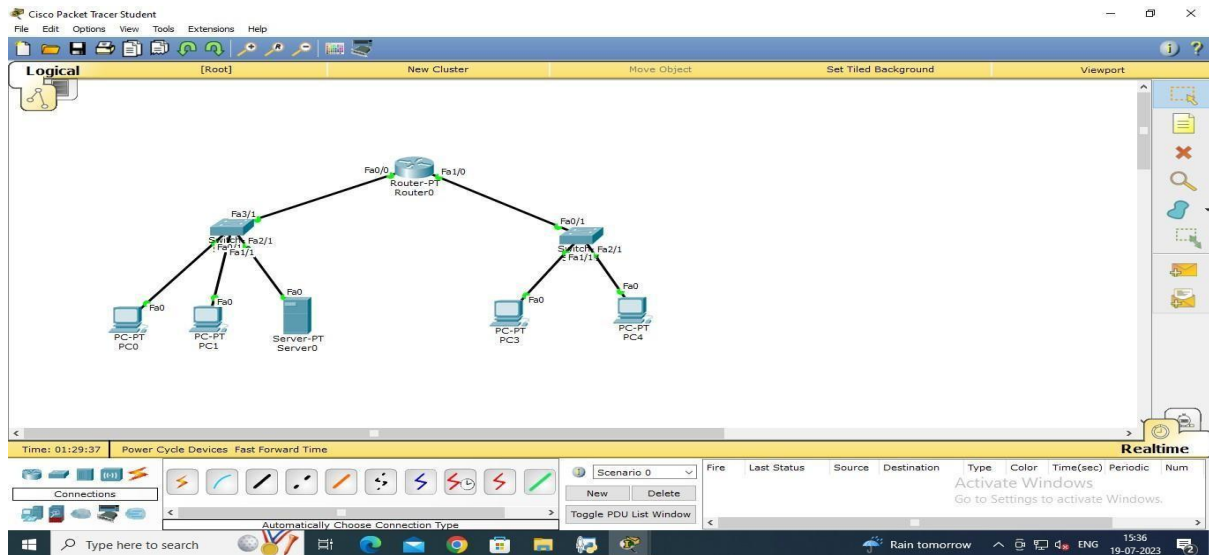 Cisco Packet Tracer Student
File Edit Options View Tools Extensions Help
Logical [Root] New Cluster Move Object Set Tiled Background Viewport
Fa0/0 Fa1/0
Router-PT
Router0
Fa3/1 Fa0/1
Fa2/1 Fa2/1
Fa0/1
Fa1/1 Fa1/1
Fa0 Fa0 Fa0 Fa0 Fa0
PC-PT PC-PT Server-PT PC-PT PC-PT
PC0 PC1 Server0 PC3 PC4
Time: 01:29:37 Power Cycle Devices Fast Forward Time Realtime
Connections
Automatically Choose Connection Type
Scenario 0
New Delete
Toggle PDU List Window
Fire Last Status Source Destination Type Color Time(sec) Periodic Num
Activate Windows
Go to Settings to activate Windows.
Type here to search
Rain tomorrow ENG 15:36
19-07-2023